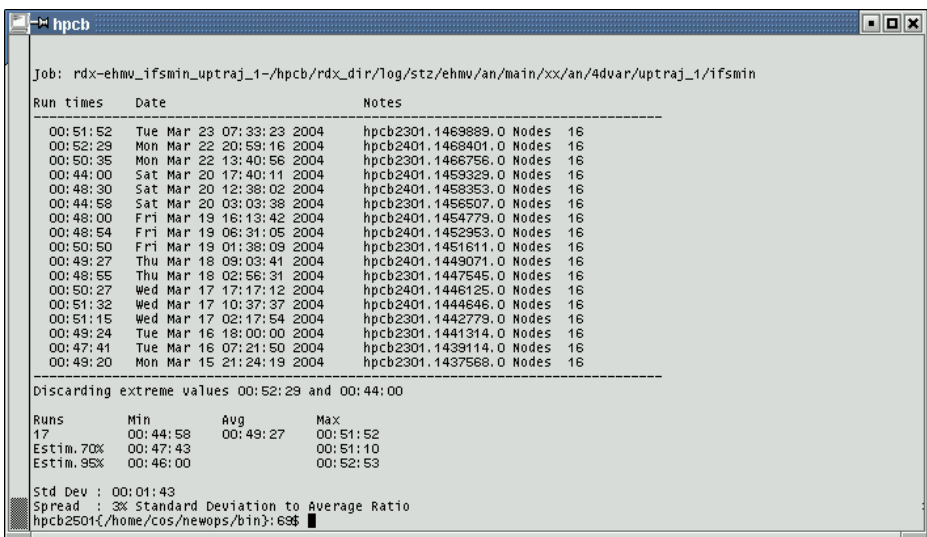 hpcb
Job: rdx-ehmv_ifsmin_uptraj_1-/hpcb/rdx_dir/log/stz/ehmv/an/main/xx/an/4dvar/uptraj_1/ifsmin
Run times Date Notes
--------------------------------------------------------------------------------
00:51:52 Tue Mar 23 07:33:23 2004 hpcb2301.1469889.0 Nodes 16
00:52:29 Mon Mar 22 20:59:16 2004 hpcb2401.1468401.0 Nodes 16
00:50:35 Mon Mar 22 13:40:56 2004 hpcb2301.1466756.0 Nodes 16
00:44:00 Sat Mar 20 17:40:11 2004 hpcb2401.1459329.0 Nodes 16
00:48:30 Sat Mar 20 12:38:02 2004 hpcb2401.1458353.0 Nodes 16
00:44:58 Sat Mar 20 03:03:38 2004 hpcb2301.1456507.0 Nodes 16
00:48:00 Fri Mar 19 16:13:42 2004 hpcb2401.1454779.0 Nodes 16
00:48:54 Fri Mar 19 06:31:05 2004 hpcb2401.1452953.0 Nodes 16
00:50:50 Fri Mar 19 01:38:09 2004 hpcb2301.1451611.0 Nodes 16
00:49:27 Thu Mar 18 09:03:41 2004 hpcb2401.1449071.0 Nodes 16
00:48:55 Thu Mar 18 02:56:31 2004 hpcb2301.1447545.0 Nodes 16
00:50:27 Wed Mar 17 17:17:12 2004 hpcb2401.1446125.0 Nodes 16
00:51:32 Wed Mar 17 10:37:37 2004 hpcb2401.1444646.0 Nodes 16
00:51:15 Wed Mar 17 02:17:54 2004 hpcb2401.1442779.0 Nodes 16
00:49:24 Tue Mar 16 18:00:00 2004 hpcb2301.1441314.0 Nodes 16
00:47:41 Tue Mar 16 07:21:50 2004 hpcb2301.1439114.0 Nodes 16
00:49:20 Mon Mar 15 21:24:19 2004 hpcb2301.1437568.0 Nodes 16
--------------------------------------------------------------------------------
Discarding extreme values 00:52:29 and 00:44:00
Runs Min Avg Max
17 00:44:58 00:49:27 00:51:52
Estim.70% 00:47:43 00:51:10
Estim.95% 00:46:00 00:52:53
Std Dev : 00:01:43
Spread : 3% Standard Deviation to Average Ratio
hpcb2501{/home/cos/newops/bin}:69$